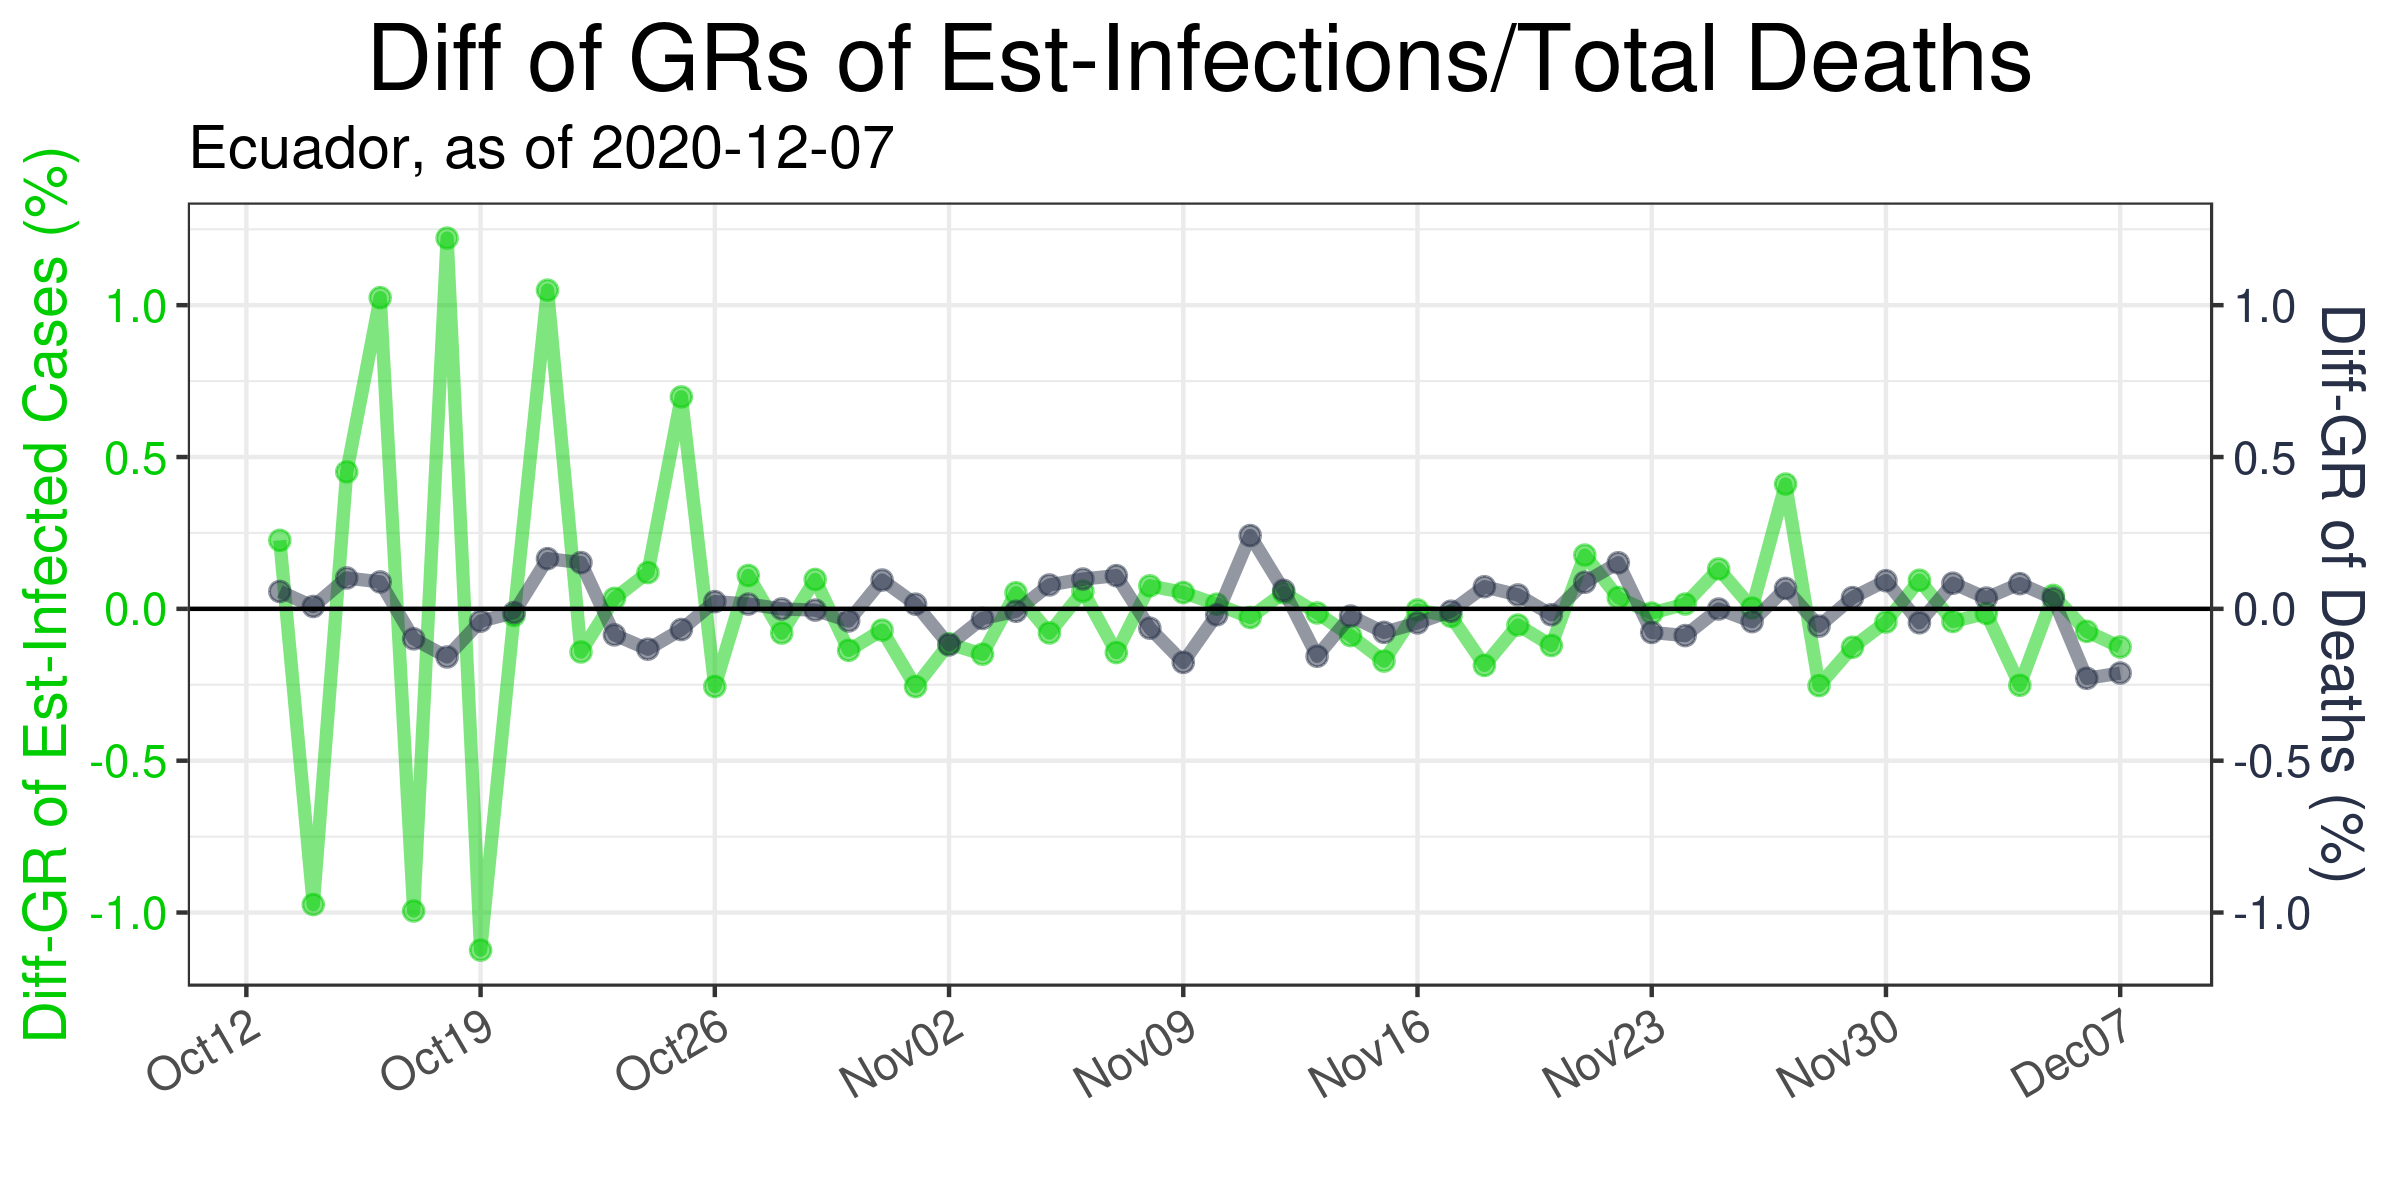 Diff of GRs of Est-Infections/Total Deaths
Ecuador, as of 2020-12-07
Diff-GR of Est-Infected Cases (%)
1.0
0.5
0.0
-0.5
-1.0
1.0
0.5
0.0
-0.5
-1.0
Diff-GR of Deaths (%)
Oct12
Oct19
Oct26
Nov02
Nov09
Nov16
Nov23
Nov30
Dec07